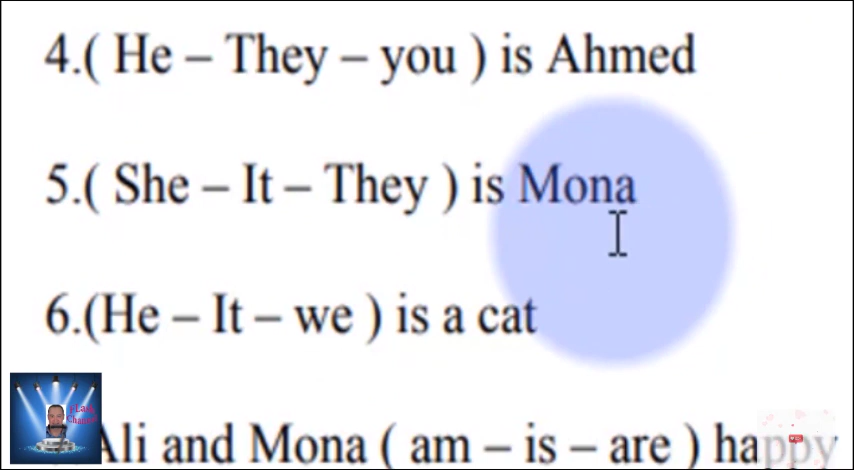 4.( He – They – you ) is Ahmed
5.( She – It – They ) is Mona
6.(He – It – we ) is a cat
Ali and Mona ( am – is – are ) happy